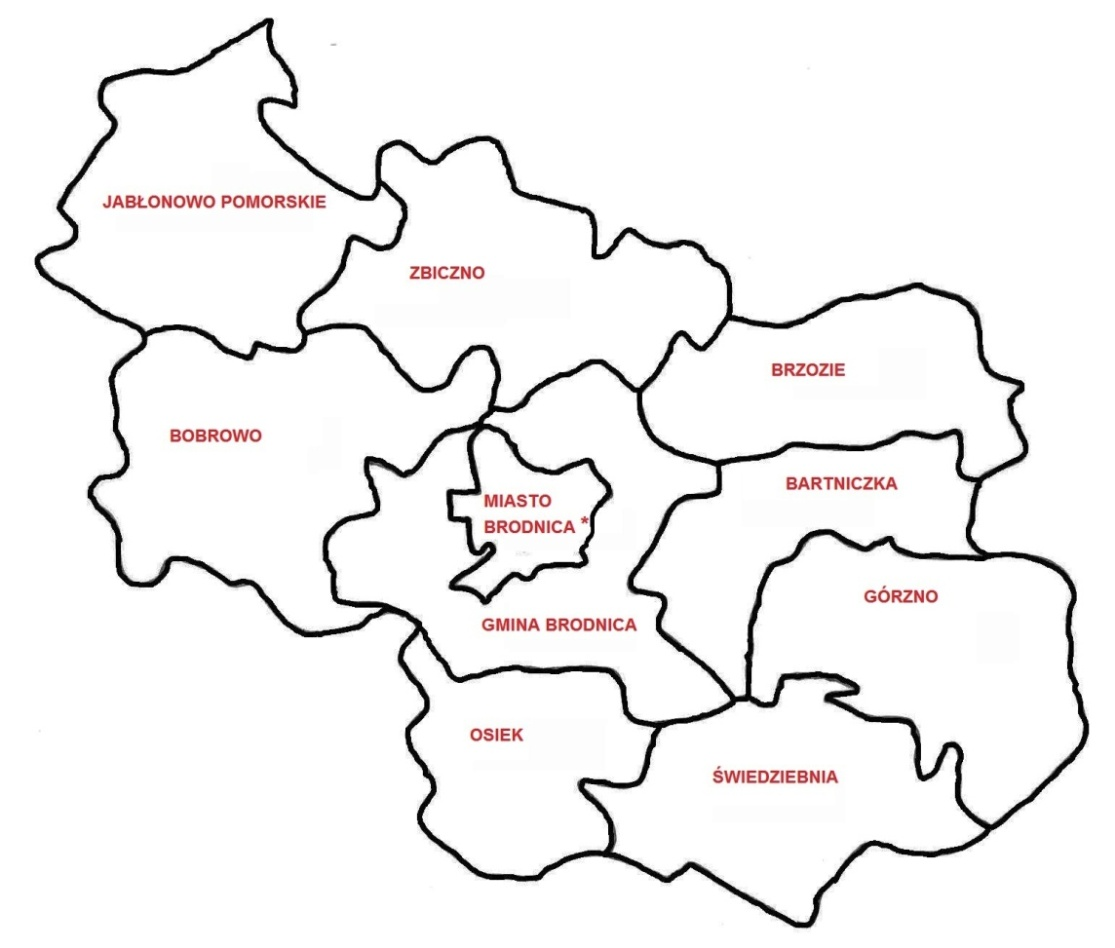 JABŁONOWO POMORSKIE
ZBICZNO
BRZOZIE
BOBROWO
BARTNICZKA
MIASTO
BRODNICA *
GÓRZNO
GMINA BRODNICA
OSIEK
ŚWIEDZIEBNIA